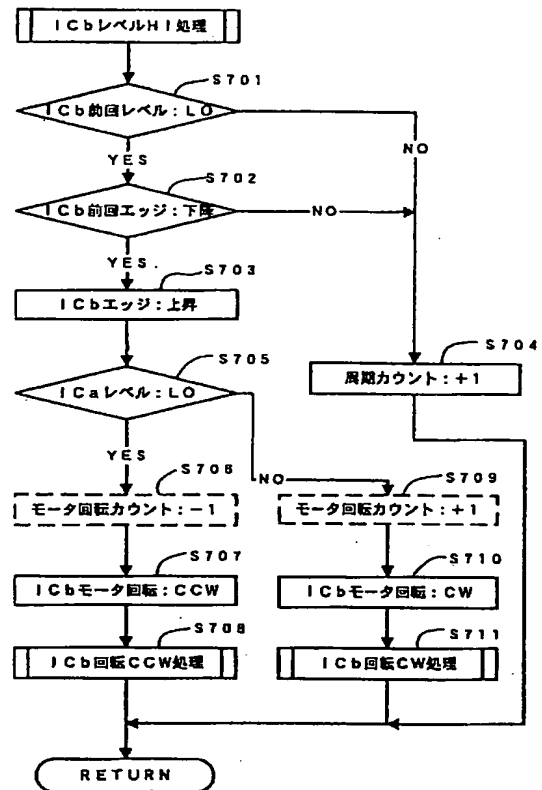 ICbレベルHI処理
S701
ICb前回レベル:LO
NO
YES
S702
ICb前回エッジ:下降
NO
YES.
S703
ICbエッジ:上昇
S704
周期カウント:+1
S705
ICaレベル:LO
YES
NO
S706
モータ回転カウント:-1
S709
モータ回転カウント:+1
S707
ICbモータ回転:CCW
S710
ICbモータ回転:CW
S708
ICb回転CCW処理
S711
ICb回転CW処理
RETURN